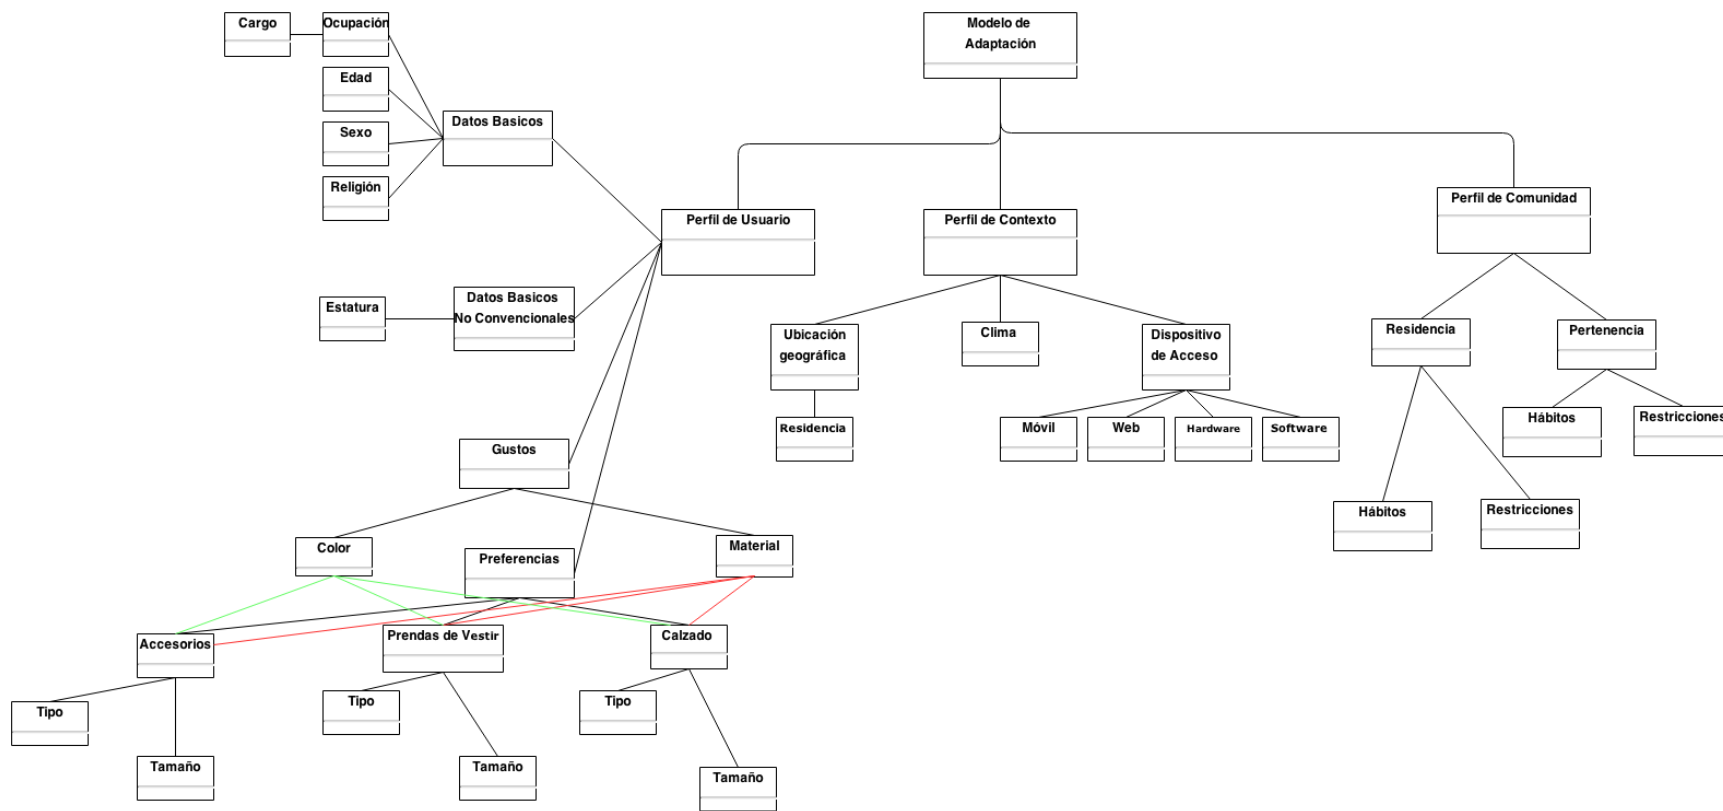 Cargo
Ocupación
Modelo de
Adaptación
Edad
Datos Basicos
Sexo
Religión
Perfil de Usuario
Perfil de Contexto
Perfil de Comunidad
Estatura
Datos Basicos
No Convencionales
Ubicación
geográfica
Clima
Dispositivo
de Acceso
Residencia
Pertenencia
Residencia
Móvil
Web
Hardware
Software
Hábitos
Restricciones
Gustos
Hábitos
Restricciones
Color
Preferencias
Material
Accesorios
Prendas de Vestir
Calzado
Tipo
Tipo
Tipo
Tamaño
Tamaño
Tamaño